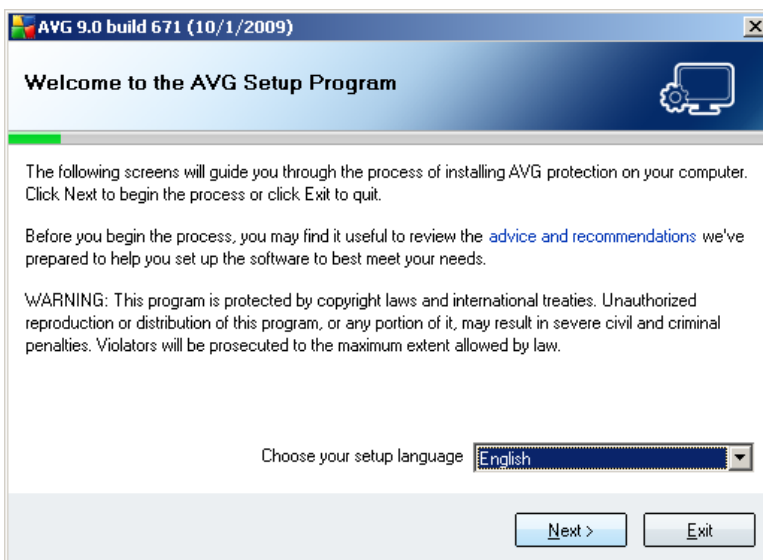 AVG 9.0 build 671 (10/1/2009)
Welcome to the AVG Setup Program
The following screens will guide you through the process of installing AVG protection on your computer.
Click Next to begin the process or click Exit to quit.
Before you begin the process, you may find it useful to review the advice and recommendations we've
prepared to help you set up the software to best meet your needs.
WARNING: This program is protected by copyright laws and international treaties. Unauthorized
reproduction or distribution of this program, or any portion of it, may result in severe civil and criminal
penalties. Violators will be prosecuted to the maximum extent allowed by law.
Choose your setup language English
Next > Exit